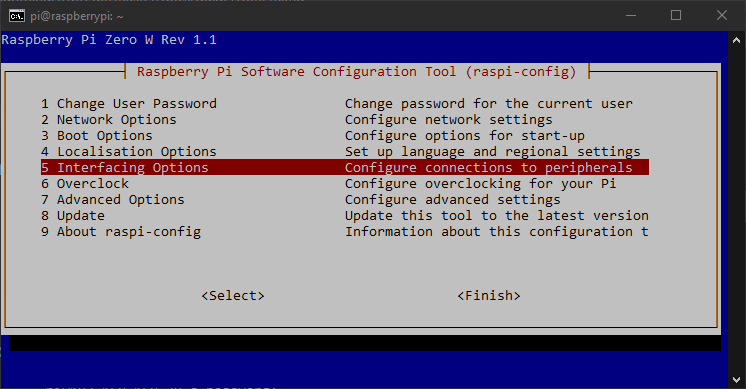 pi@raspberrypi: ~
Raspberry Pi Zero W Rev 1.1
Raspberry Pi Software Configuration Tool (raspi-config)
1 Change User Password Change password for the current user
2 Network Options Configure network settings
3 Boot Options Configure options for start-up
4 Localisation Options Set up language and regional settings
5 Interfacing Options Configure connections to peripherals
6 Overclock Configure overclocking for your Pi
7 Advanced Options Configure advanced settings
8 Update Update this tool to the latest version
9 About raspi-config Information about this configuration t
<Select> <Finish>